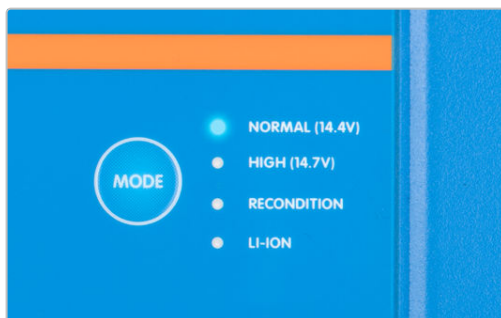 NORMAL (14.4V)
HIGH (14.7V)
MODE
RECONDITION
LI-ION